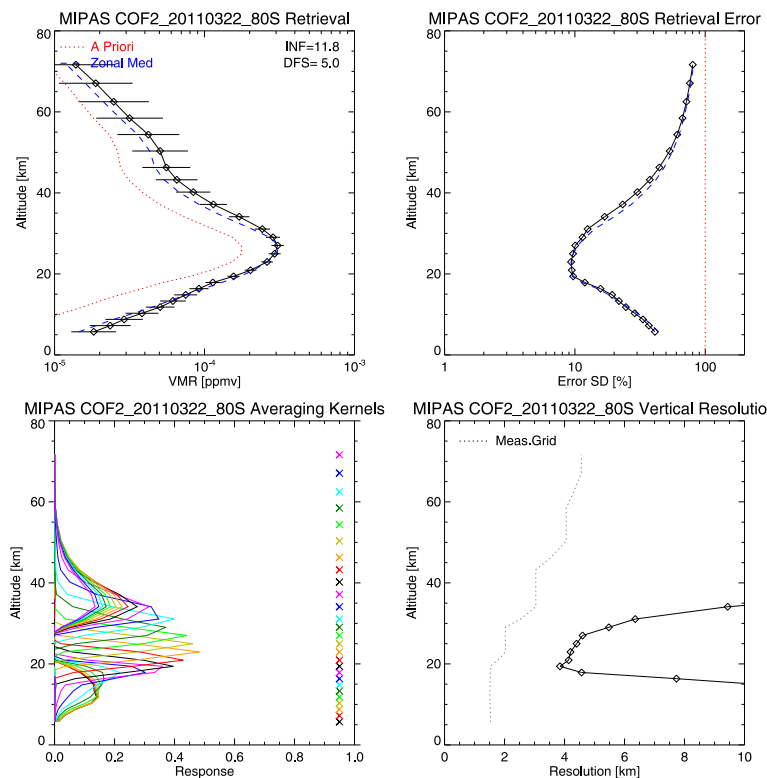 MIPAS COF2_20110322_80S Retrieval
80
60
40
20
0
Altitude [km]
A Priori
Zonal Med
INF=11.8
DFS= 5.0
10-5
10-4
10-3
VMR [ppmv]
MIPAS COF2_20110322_80S Retrieval Error
80
60
40
20
0
Altitude [km]
1
10
100
Error SD [%]
MIPAS COF2_20110322_80S Averaging Kernels
80
60
40
20
0
Altitude [km]
0.0
0.2
0.4
0.6
0.8
1.0
Response
MIPAS COF2_20110322_80S Vertical Resolutio
80
60
40
20
0
Altitude [km]
Meas.Grid
0
2
4
6
8
10
Resolution [km]